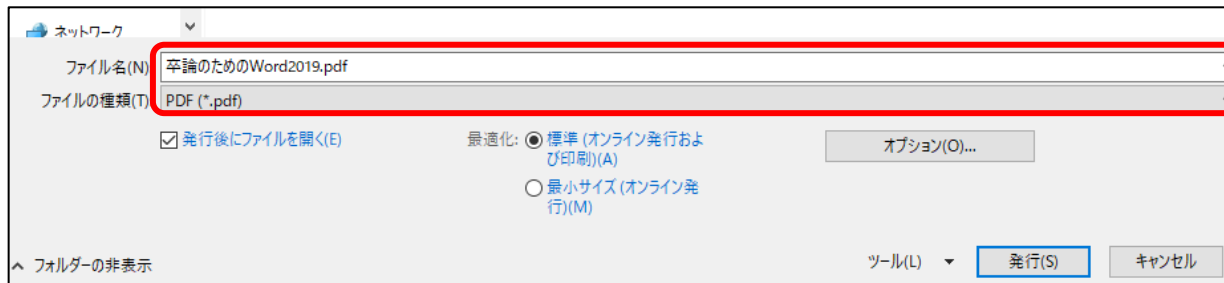 ネットワーク
ファイル名(N): 卒論のためのWord2019.pdf
ファイルの種類(T): PDF (*.pdf)
発行後にファイルを開く(E)
最適化: 標準 (オンライン発行およ
び印刷)(A)
最小サイズ (オンライン発
行)(M)
オプション(O)...
フォルダーの非表示
ツール(L)
発行(S)
キャンセル